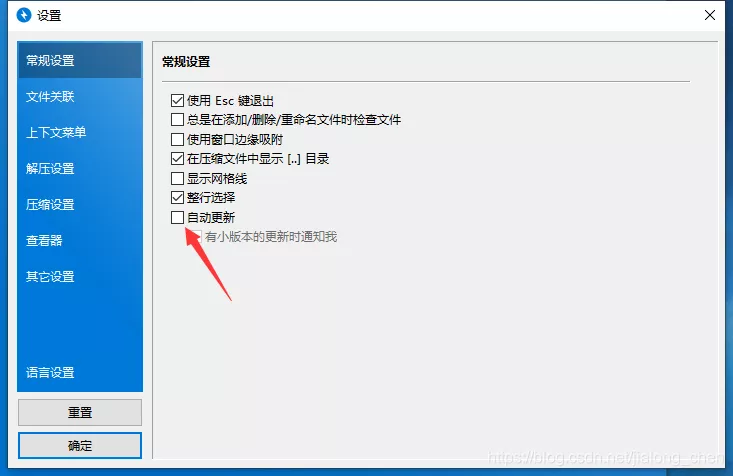 设置
常规设置
文件关联
上下文菜单
解压设置
压缩设置
查看器
其它设置
语言设置
重置
确定
常规设置
使用 Esc 键退出
总是在添加/删除/重命名文件时检查文件
使用窗口边缘吸附
在压缩文件中显示 [..] 目录
显示网格线
整行选择
自动更新
有小版本的更新时通知我
https://blog.csdn.net/jialong_chen